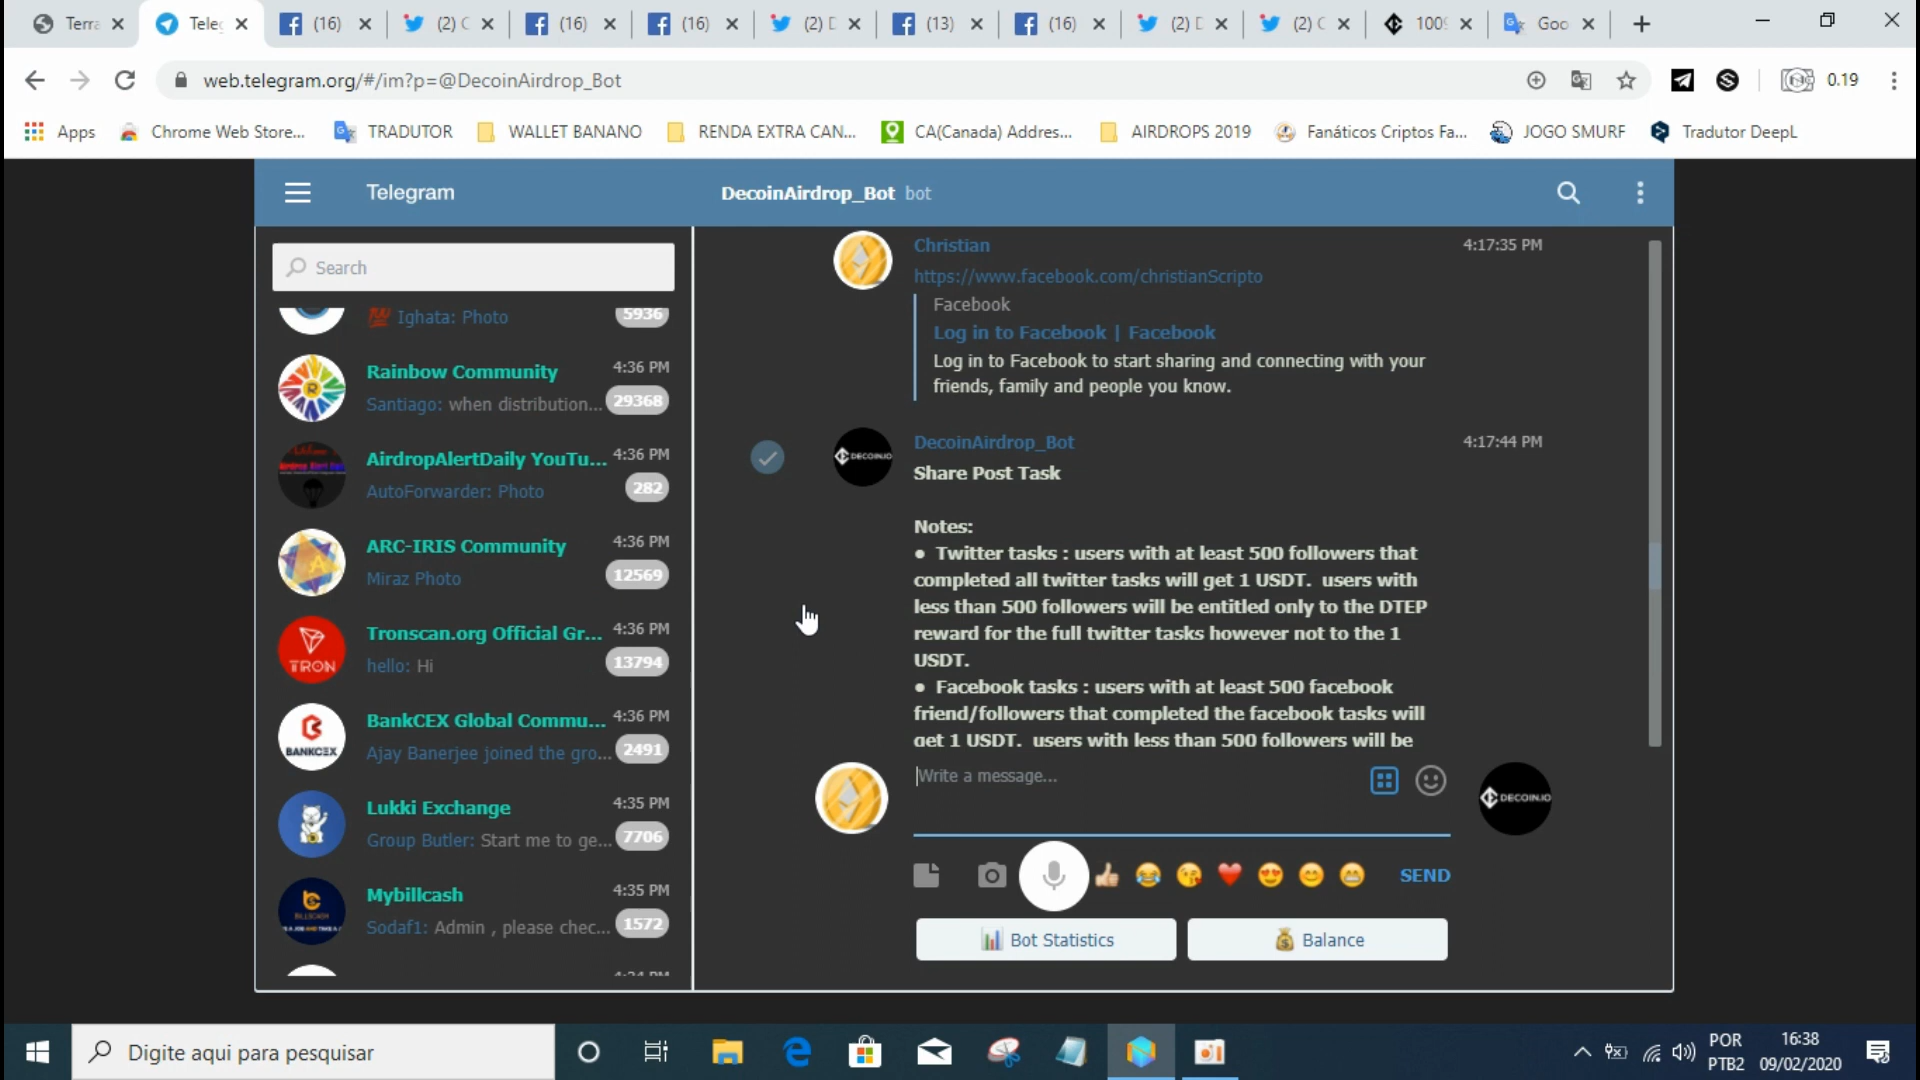 Terra
Teleg
(16)
(2) C
(16)
(16)
(2) D
(13)
(16)
(2) D
(2) C
100%
Goo
web.telegram.org/#/im?p=@DecoinAirdrop_Bot
0.19
Apps
Chrome Web Store...
TRADUTOR
WALLET BANANO
RENDA EXTRA CAN...
CA(Canada) Addres...
AIRDROPS 2019
Fanáticos Criptos Fa...
JOGO SMURF
Tradutor DeepL
Telegram
DecoinAirdrop_Bot bot
Search
💯 Ighata: Photo
5936
Rainbow Community
4:36 PM
Santiago: when distribution...
29368
AirdropAlertDaily YouTu...
4:36 PM
AutoForwarder: Photo
282
ARC-IRIS Community
4:36 PM
Miraz Photo
12569
TRON
Tronscan.org Official Gr...
4:36 PM
hello: Hi
13794
BANKCEX
BankCEX Global Commu...
4:36 PM
Ajay Banerjee joined the gro...
2491
Lukki Exchange
4:35 PM
Group Butler: Start me to ge...
7706
Mybillcash
4:35 PM
Sodaf1: Admin , please chec...
1572
4:34 PM
Christian
4:17:35 PM
https://www.facebook.com/christianScripto
Facebook
Log in to Facebook | Facebook
Log in to Facebook to start sharing and connecting with your
friends, family and people you know.
DECOIN.IO
DecoinAirdrop_Bot
4:17:44 PM
Share Post Task
Notes:
● Twitter tasks : users with at least 500 followers that
completed all twitter tasks will get 1 USDT. users with
less than 500 followers will be entitled only to the DTEP
reward for the full twitter tasks however not to the 1
USDT.
● Facebook tasks : users with at least 500 facebook
friend/followers that completed the facebook tasks will
get 1 USDT. users with less than 500 followers will be
Write a message...
DECOIN.IO
SEND
Bot Statistics
Balance
Digite aqui para pesquisar
POR
PTB2
16:38
09/02/2020